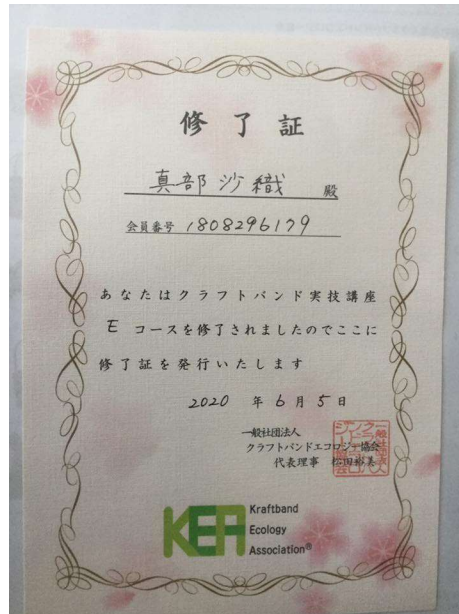 修了証
真部沙織 殿
会員番号 1808296179
あなたはクラフトバンド実技講座
E コースを修了されましたのでここに
修了証を発行いたします
2020 年 6 月 5 日
一般社団法人
クラフトバンドエコロジー協会
代表理事 松田裕美
KEA
Kraftband
Ecology
Association®